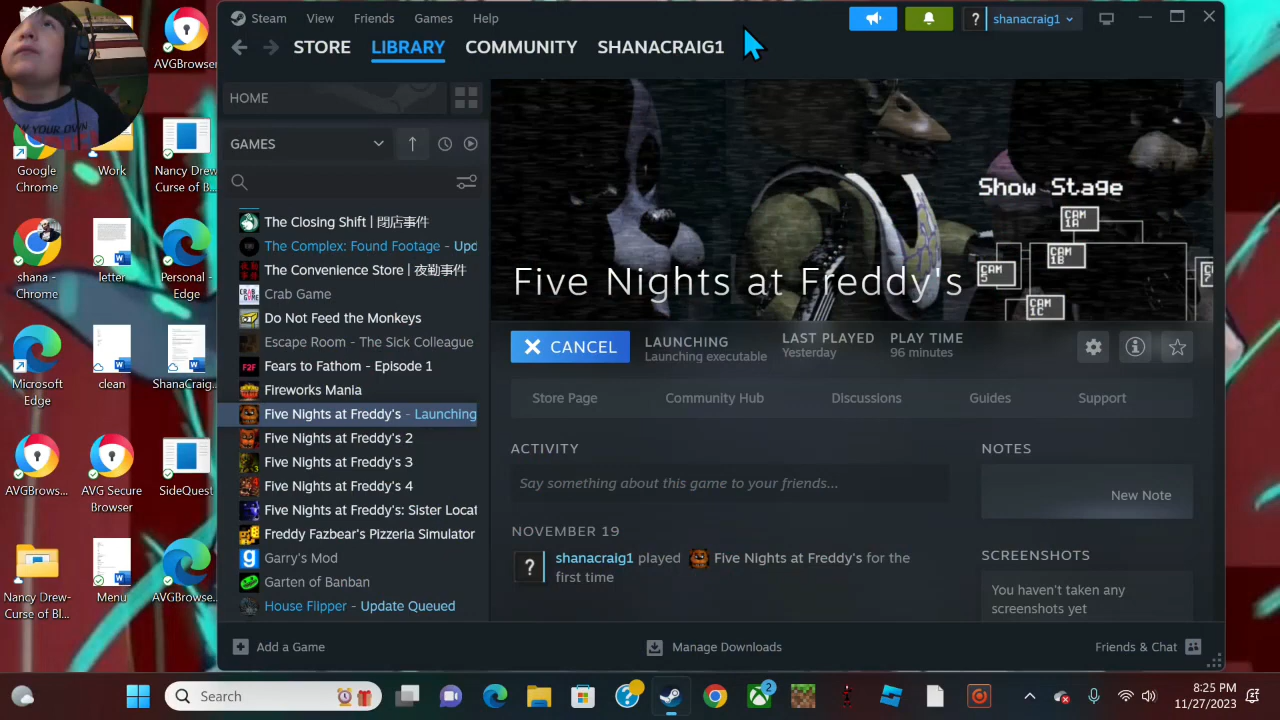 Steam
View
Games
Help
shanacraig1
STORE
LIBRARY
COMMUNITY
SHANACRAIG1
HOME
GAMES
The Closing Shift | 閉店事件
The Complex: Found Footage - Upd
The Convenience Store | 夜勤事件
Crab Game
Do Not Feed the Monkeys
Escape Room - The Sick Colleague
Fears to Fathom - Episode 1
Fireworks Mania
Five Nights at Freddy's - Launching
Five Nights at Freddy's 2
Five Nights at Freddy's 3
Five Nights at Freddy's 4
Five Nights at Freddy's: Sister Locat
Freddy Fazbear's Pizzeria Simulator
Garry's Mod
Garten of Banban
House Flipper - Update Queued
Add a Game
Show Stage
CAM 1A
CAM 1B
CAM 5
CAM 1C
Five Nights at Freddy's
CANCEL
LAUNCHING
Launching executable
LAST PLAYED
Yesterday
PLAY TIME
96 minutes
Store Page
Community Hub
Discussions
Guides
Support
ACTIVITY
Say something about this game to your friends...
NOVEMBER 19
shanacraig1 played Five Nights at Freddy's for the
first time
NOTES
New Note
SCREENSHOTS
You haven't taken any
screenshots yet
Manage Downloads
Friends & Chat
AVGBrowse...
Google
Chrome
Work
Nancy Drew
Curse of B...
shana -
Chrome
letter
Personal -
Edge
Microsoft
Edge
clean
ShanaCraig...
AVGBrows...
AVG Secure
Browser
SideQuest
Nancy Drew-
Curse of Bl...
Menu
AVGBrowse...
Y YOUR OWN
Search
2
8:25 PM
11/27/2023